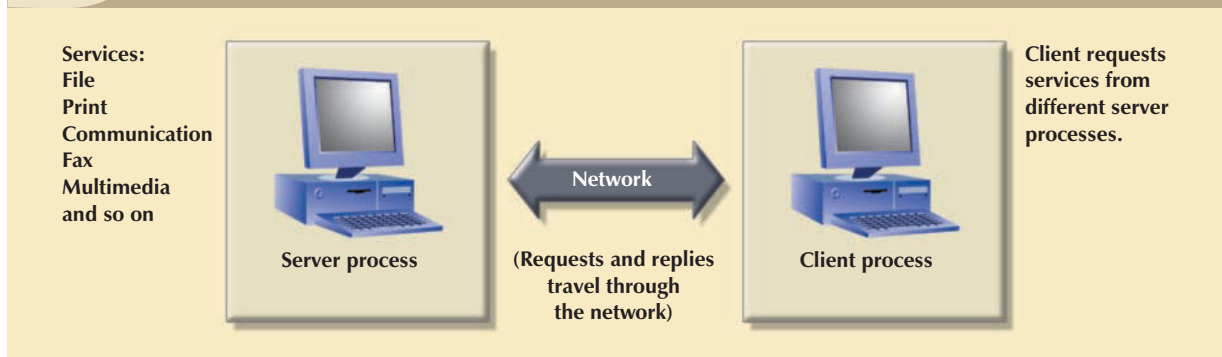 Services:
File
Print
Communication
Fax
Multimedia
and so on
Server process
Network
(Requests and replies
travel through
the network)
Client process
Client requests
services from
different server
processes.